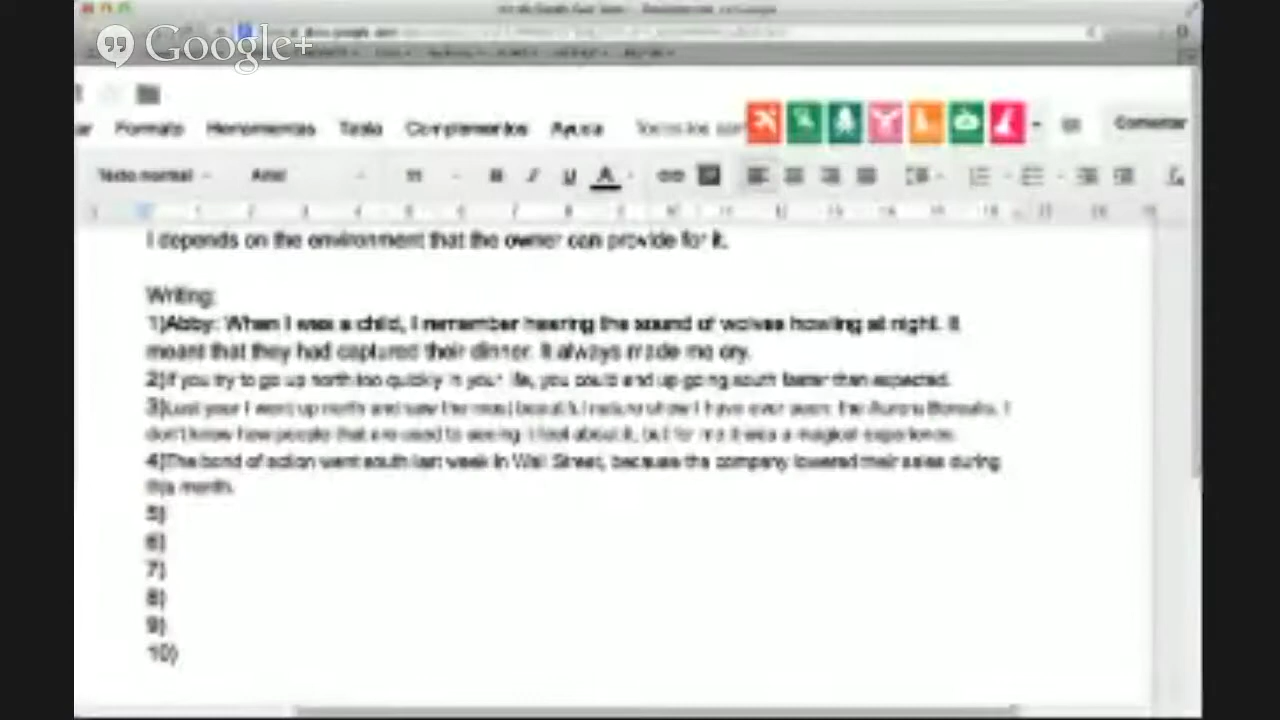 Google+
Formato Herramientas Tabla Complementos Ayuda Comentar
Texto normal Arial 11 B I U A
I depends on the environment that the owner can provide for it.
Writing:
1)Abby: When I was a child, I remember hearing the sound of wolves howling at night. It
meant that they had captured their dinner. It always made me cry.
2)If you try to go up north too quickly in your life, you could end up going south faster than expected.
3)Last year I went up north and saw the most beautiful nature show I have ever seen: the Aurora Borealis. I
don't know how people that are used to seeing it feel about it, but for me it was a magical experience.
4)The bond of action went south last week in Wall Street, because the company lowered their sales during
this month.
5)
6)
7)
8)
9)
10)